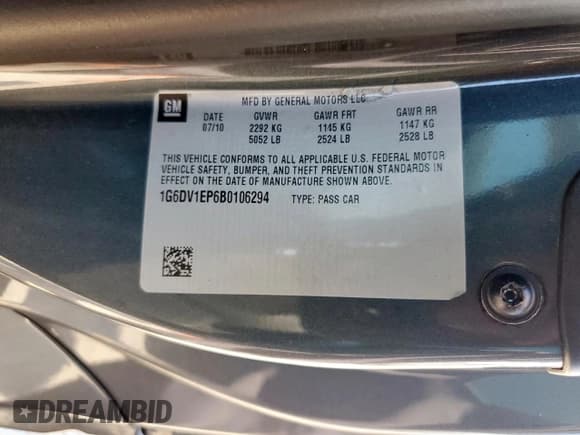 GM
MFD BY GENERAL MOTORS LLC
DATE GVWR GAWR FRT GAWR RR
07/10 2292 KG 1145 KG 1147 KG
5052 LB 2524 LB 2528 LB
THIS VEHICLE CONFORMS TO ALL APPLICABLE U.S. FEDERAL MOTOR
VEHICLE SAFETY, BUMPER, AND THEFT PREVENTION STANDARDS IN
EFFECT ON THE DATE OF MANUFACTURE SHOWN ABOVE.
1G6DV1EP6B0106294 TYPE: PASS CAR
DREAMBID